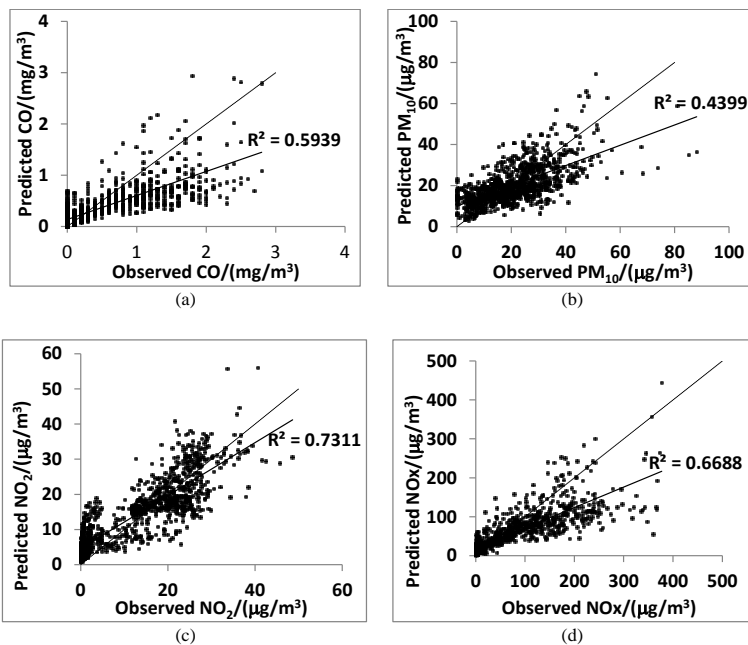 4
3
2
1
0
Predicted CO/(mg/m³)
R² = 0.5939
0 1 2 3 4
Observed CO/(mg/m³)
(a)
100
80
60
40
20
0
Predicted PM₁₀/(µg/m³)
R² = 0.4399
0 20 40 60 80 100
Observed PM₁₀/(µg/m³)
(b)
60
50
40
30
20
10
0
Predicted NO₂/(µg/m³)
R² = 0.7311
0 20 40 60
Observed NO₂/(µg/m³)
(c)
500
400
300
200
100
0
Predicted NOx/(µg/m³)
R² = 0.6688
0 100 200 300 400 500
Observed NOx/(µg/m³)
(d)